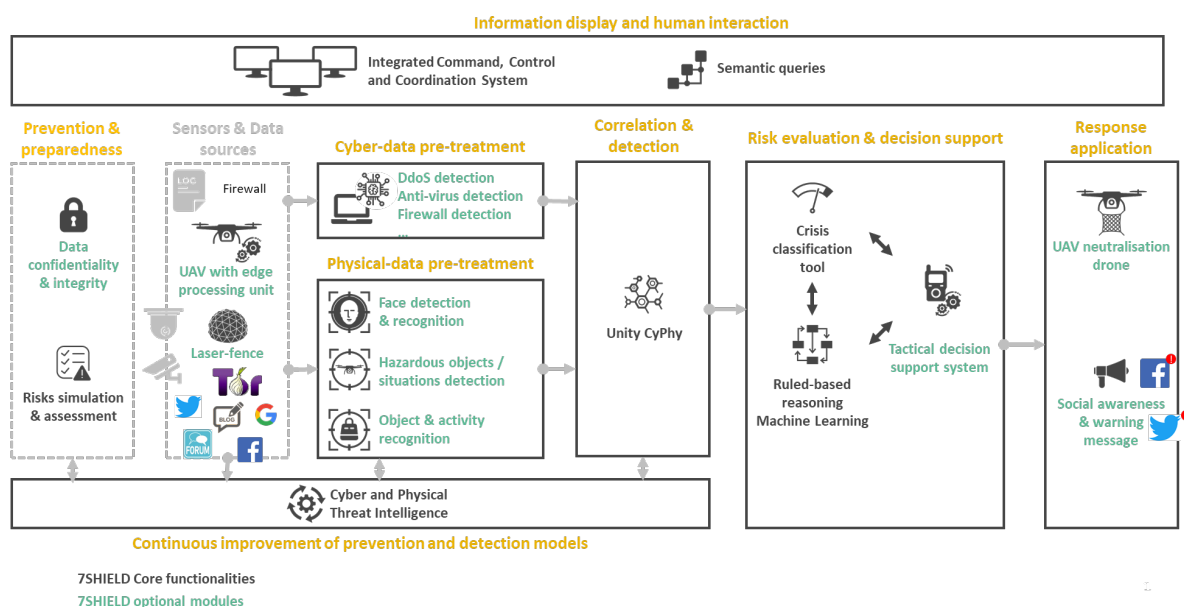 Information display and human interaction
Integrated Command, Control
and Coordination System
Semantic queries
Prevention &
preparedness
Data
confidentiality
& integrity
Risks simulation
& assessment
Sensors & Data
sources
LOG
Firewall
UAV with edge
processing unit
Laser-fence
Tor
BLOG
G
FORUM
f
Cyber-data pre-treatment
DdoS detection
Anti-virus detection
Firewall detection
...
Physical-data pre-treatment
Face detection
& recognition
Hazardous objects /
situations detection
Object & activity
recognition
Correlation &
detection
Unity CyPhy
Risk evaluation & decision support
Crisis
classification
tool
Ruled-based
reasoning
Machine Learning
Tactical decision
support system
Response
application
UAV neutralisation
drone
f
!
Social awareness
& warning
message
Cyber and Physical
Threat Intelligence
Continuous improvement of prevention and detection models
7SHIELD Core functionalities
7SHIELD optional modules